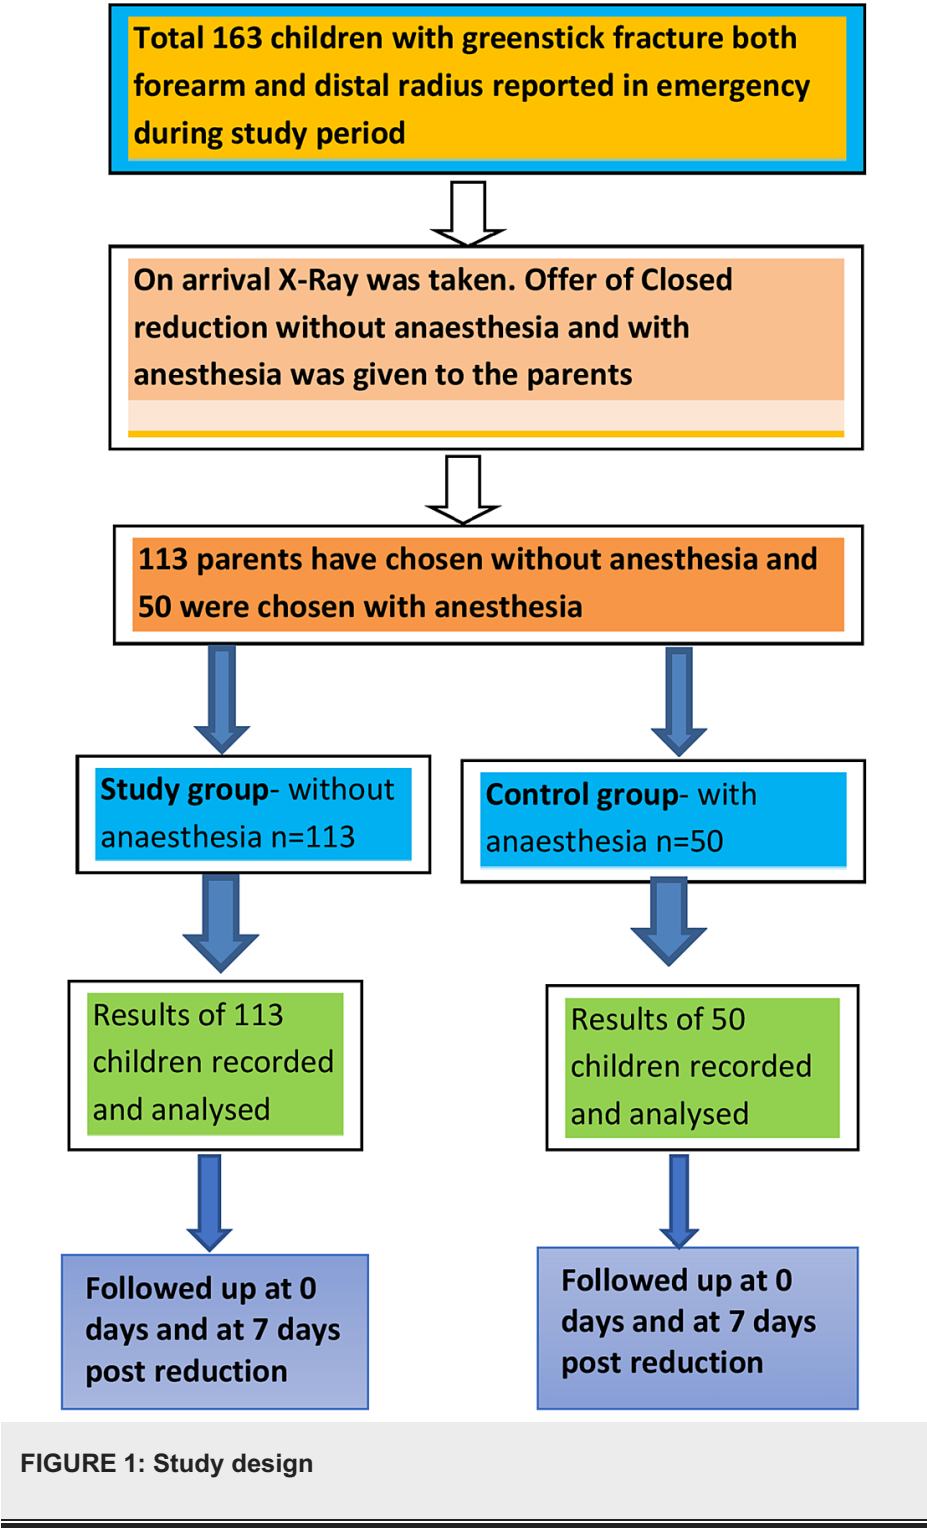 Total 163 children with greenstick fracture both
forearm and distal radius reported in emergency
during study period
On arrival X-Ray was taken. Offer of Closed
reduction without anaesthesia and with
anesthesia was given to the parents
113 parents have chosen without anesthesia and
50 were chosen with anesthesia
Study group- without
anaesthesia n=113
Control group- with
anaesthesia n=50
Results of 113
children recorded
and analysed
Results of 50
children recorded
and analysed
Followed up at 0
days and at 7 days
post reduction
Followed up at 0
days and at 7 days
post reduction
FIGURE 1: Study design